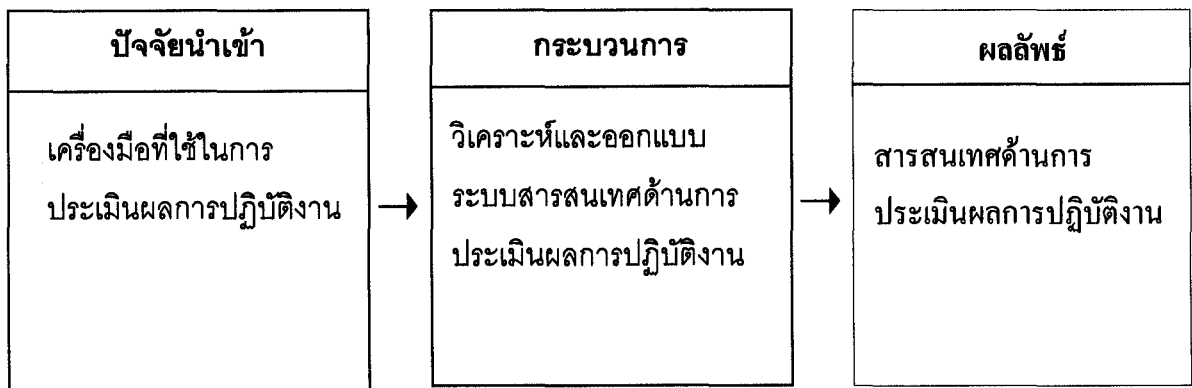 ปัจจัยนำเข้า
เครื่องมือที่ใช้ในการ
ประเมินผลการปฏิบัติงาน
กระบวนการ
วิเคราะห์และออกแบบ
ระบบสารสนเทศด้านการ
ประเมินผลการปฏิบัติงาน
ผลลัพธ์
สารสนเทศด้านการ
ประเมินผลการปฏิบัติงาน